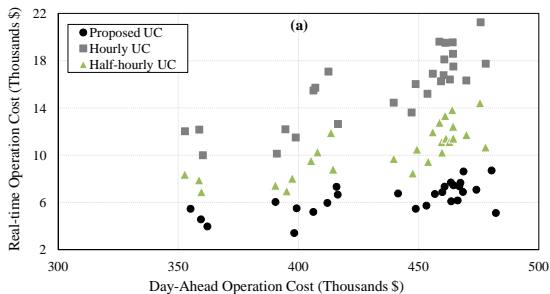 (a)
Proposed UC
Hourly UC
Half-hourly UC
Real-time Operation Cost (Thousands $)
22
18
14
10
6
2
300
350
400
450
500
Day-Ahead Operation Cost (Thousands $)